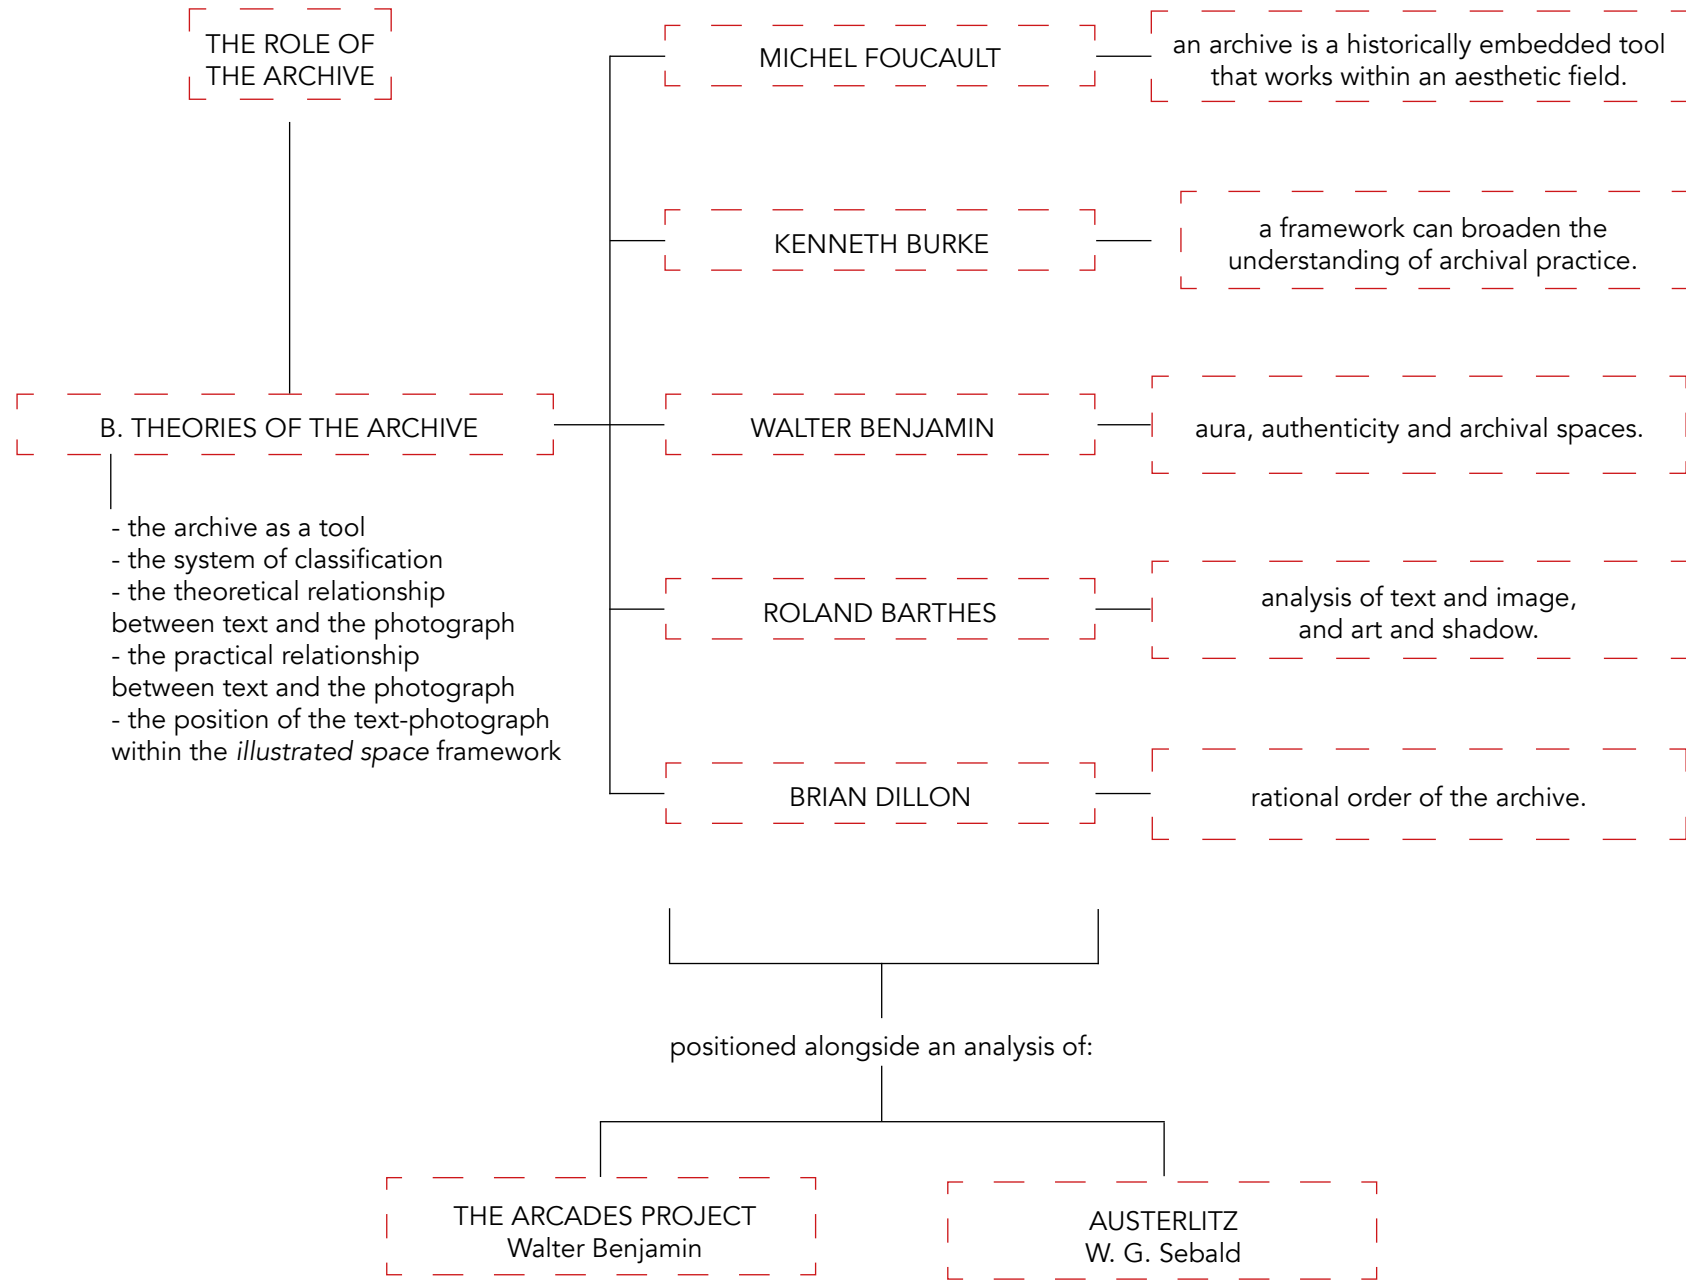 THE ROLE OF
THE ARCHIVE
MICHEL FOUCAULT
an archive is a historically embedded tool
that works within an aesthetic field.
KENNETH BURKE
a framework can broaden the
understanding of archival practice.
B. THEORIES OF THE ARCHIVE
WALTER BENJAMIN
aura, authenticity and archival spaces.
- the archive as a tool
- the system of classification
- the theoretical relationship
between text and the photograph
- the practical relationship
between text and the photograph
- the position of the text-photograph
within the illustrated space framework
ROLAND BARTHES
analysis of text and image,
and art and shadow.
BRIAN DILLON
rational order of the archive.
positioned alongside an analysis of:
THE ARCADES PROJECT
Walter Benjamin
AUSTERLITZ
W. G. Sebald